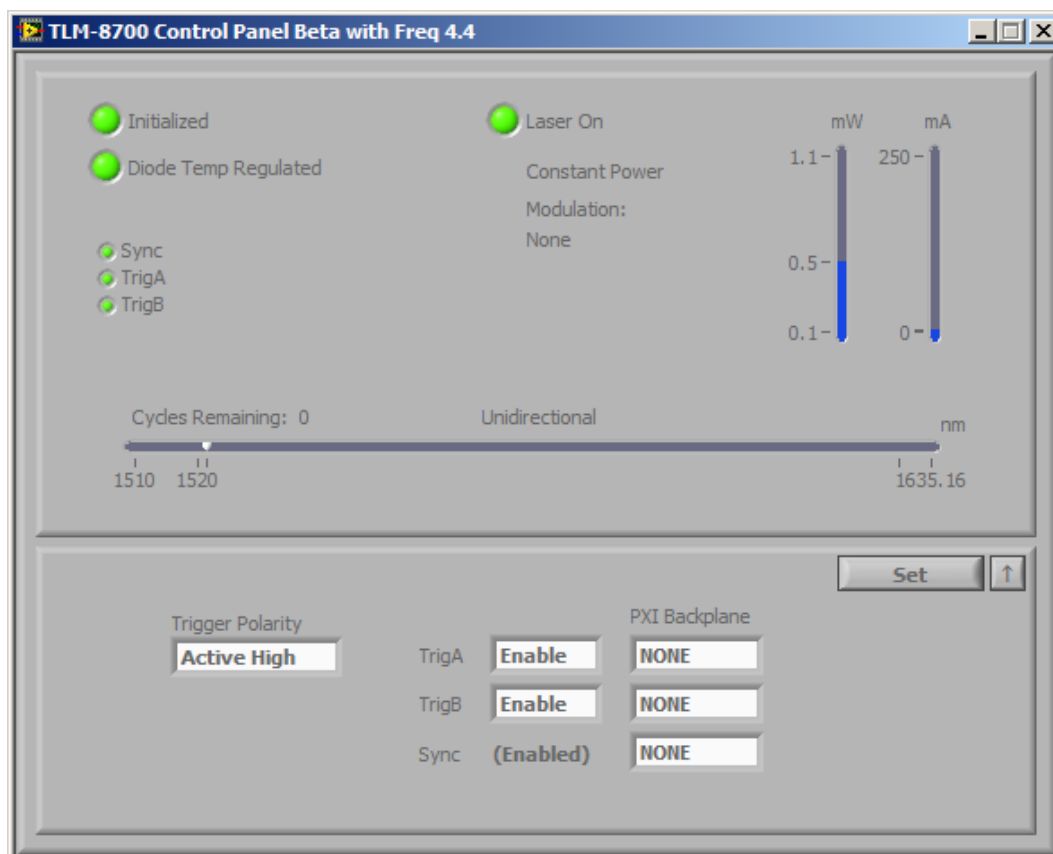 TLM-8700 Control Panel Beta with Freq 4.4
Initialized
Laser On
mW
mA
Diode Temp Regulated
1.1
250
Constant Power
Modulation:
None
Sync
TrigA
TrigB
0.5
0.1
0
Cycles Remaining: 0
Unidirectional
nm
1510
1520
1635.16
Set
Trigger Polarity
PXI Backplane
Active High
TrigA
Enable
NONE
TrigB
Enable
NONE
Sync
(Enabled)
NONE